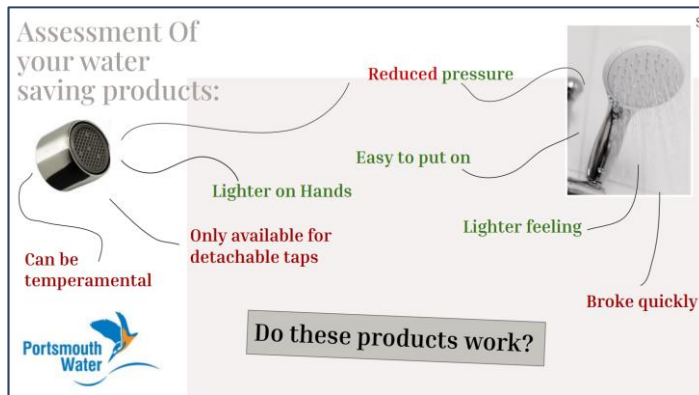 Assessment Of
your water
saving products:
Reduced pressure
Easy to put on
Lighter on Hands
Lighter feeling
Only available for
detachable taps
Can be
temperamental
Broke quickly
Do these products work?
Portsmouth
Water